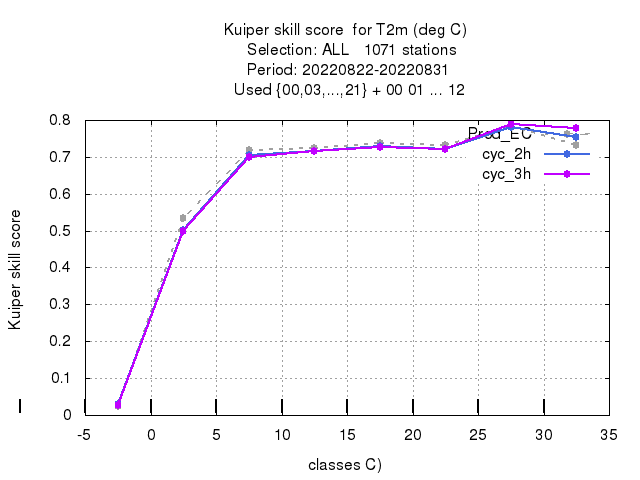 Kuiper skill score for T2m (deg C)
Selection: ALL 1071 stations
Period: 20220822-20220831
Used {00,03,...,21} + 00 01 ... 12
Kuiper skill score
0.8
0.7
0.6
0.5
0.4
0.3
0.2
0.1
0
Prod_EC
cyc_2h
cyc_3h
-5 0 5 10 15 20 25 30 35
classes C)